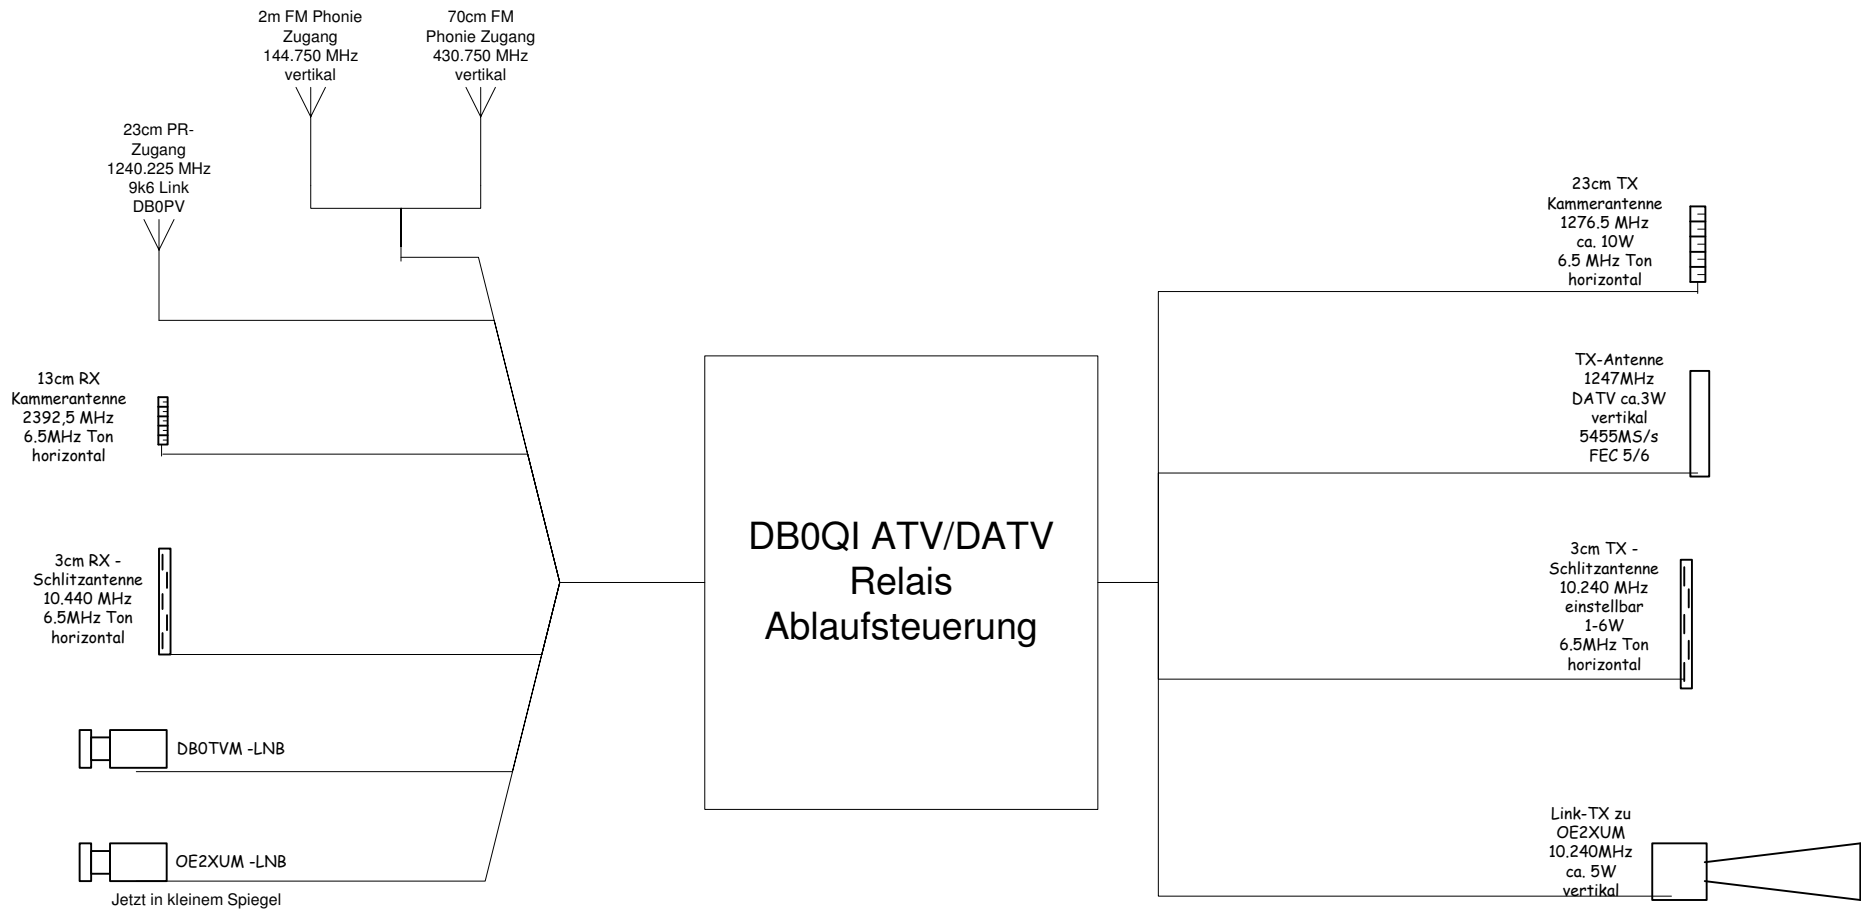 2m FM Phonie
Zugang
144.750 MHz
vertikal
70cm FM
Phonie Zugang
430.750 MHz
vertikal
23cm PR-
Zugang
1240.225 MHz
9k6 Link
DB0PV
13cm RX
Kammerantenne
2392,5 MHz
6.5MHz Ton
horizontal
3cm RX -
Schlitzantenne
10.440 MHz
6.5MHz Ton
horizontal
DB0TVM -LNB
OE2XUM -LNB
Jetzt in kleinem Spiegel
DB0QI ATV/DATV
Relais
Ablaufsteuerung
23cm TX
Kammerantenne
1276.5 MHz
ca. 10W
6.5 MHz Ton
horizontal
TX-Antenne
1247MHz
DATV ca.3W
vertikal
5455MS/s
FEC 5/6
3cm TX -
Schlitzantenne
10.240 MHz
einstellbar
1-6W
6.5MHz Ton
horizontal
Link-TX zu
OE2XUM
10.240MHz
ca. 5W
vertikal